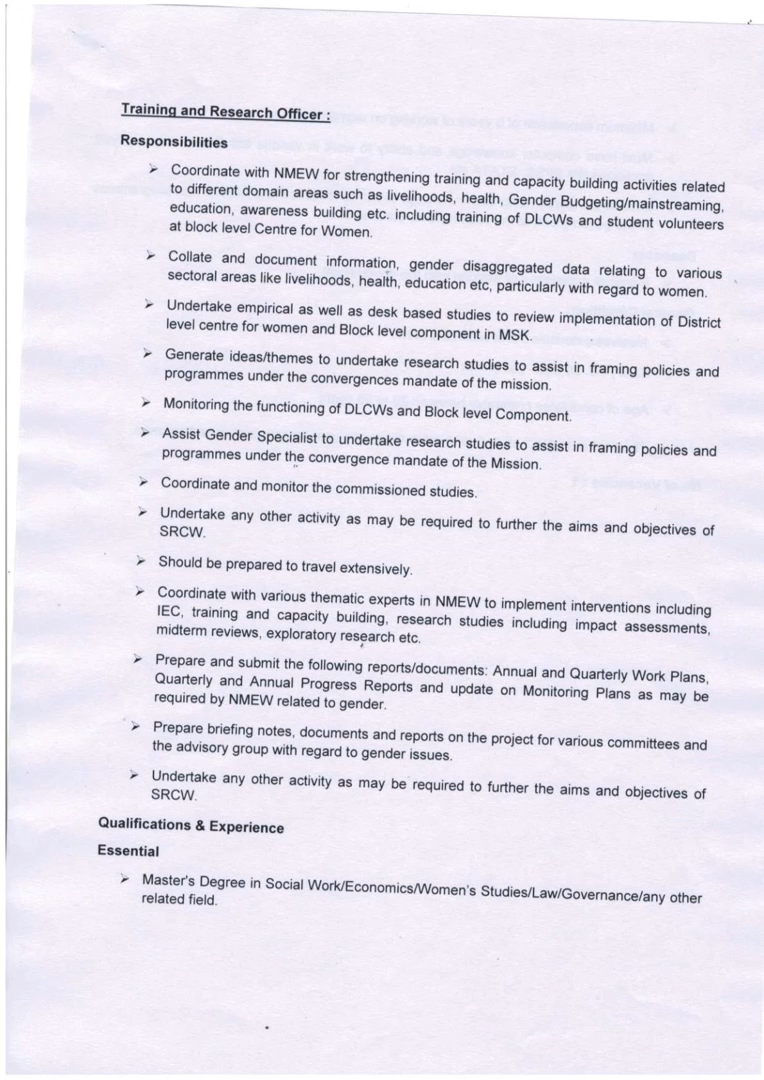 Training and Research Officer :
Responsibilities
➢ Coordinate with NMEW for strengthening training and capacity building activities related
to different domain areas such as livelihoods, health, Gender Budgeting/mainstreaming,
education, awareness building etc. including training of DLCWs and student volunteers
at block level Centre for Women.
➢ Collate and document information, gender disaggregated data relating to various
sectoral areas like livelihoods, health, education etc, particularly with regard to women.
➢ Undertake empirical as well as desk based studies to review implementation of District
level centre for women and Block level component in MSK.
➢ Generate ideas/themes to undertake research studies to assist in framing policies and
programmes under the convergences mandate of the mission.
➢ Monitoring the functioning of DLCWs and Block level Component.
➢ Assist Gender Specialist to undertake research studies to assist in framing policies and
programmes under the convergence mandate of the Mission.
➢ Coordinate and monitor the commissioned studies.
➢ Undertake any other activity as may be required to further the aims and objectives of
SRCW.
➢ Should be prepared to travel extensively.
➢ Coordinate with various thematic experts in NMEW to implement interventions including
IEC, training and capacity building, research studies including impact assessments,
midterm reviews, exploratory research etc.
➢ Prepare and submit the following reports/documents: Annual and Quarterly Work Plans,
Quarterly and Annual Progress Reports and update on Monitoring Plans as may be
required by NMEW related to gender.
➢ Prepare briefing notes, documents and reports on the project for various committees and
the advisory group with regard to gender issues.
➢ Undertake any other activity as may be required to further the aims and objectives of
SRCW.
Qualifications & Experience
Essential
➢ Master's Degree in Social Work/Economics/Women's Studies/Law/Governance/any other
related field.